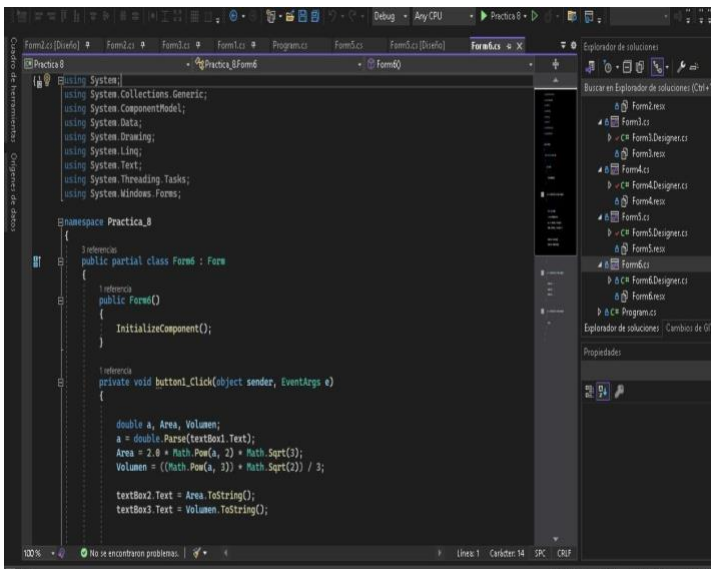 Debug
Any CPU
Practica 8
Form2.cs [Diseño]
Form2.cs
Form3.cs
Form1.cs
Program.cs
Form5.cs
Form5.cs [Diseño]
Form6.cs
Explorador de soluciones
Practica 8
Practica_8.Form6
Form6()
Buscar en Explorador de soluciones (Ctrl+
Cuadro de herramientas
Orígenes de datos
using System;
using System.Collections.Generic;
using System.ComponentModel;
using System.Data;
using System.Drawing;
using System.Linq;
using System.Text;
using System.Threading.Tasks;
using System.Windows.Forms;
namespace Practica_8
{
3 referencias
public partial class Form6 : Form
{
1 referencia
public Form6()
{
InitializeComponent();
}
1 referencia
private void button1_Click(object sender, EventArgs e)
{
double a, Area, Volumen;
a = double.Parse(textBox1.Text);
Area = 2.0 * Math.Pow(a, 2) * Math.Sqrt(3);
Volumen = ((Math.Pow(a, 3)) * Math.Sqrt(2)) / 3;
textBox2.Text = Area.ToString();
textBox3.Text = Volumen.ToString();
Form2.resx
Form3.cs
C# Form3.Designer.cs
Form3.resx
Form4.cs
C# Form4.Designer.cs
Form4.resx
Form5.cs
C# Form5.Designer.cs
Form5.resx
Form6.cs
C# Form6.Designer.cs
Form6.resx
C# Program.cs
Explorador de soluciones
Cambios de GI
Propiedades
100 %
No se encontraron problemas.
Línea: 1
Carácter: 14
SPC
CRLF